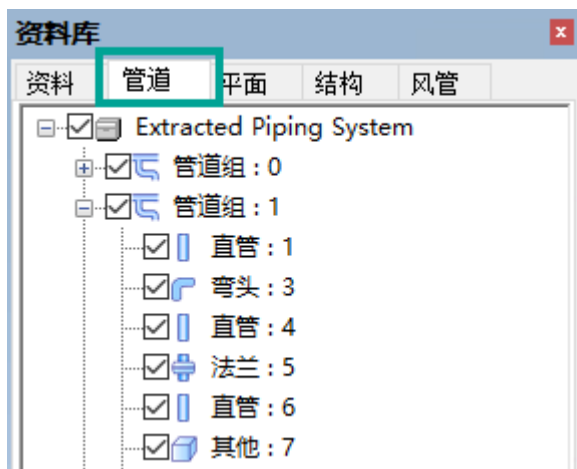 资料库
资料 管道 平面 结构 风管
Extracted Piping System
管道组 : 0
管道组 : 1
直管 : 1
弯头 : 3
直管 : 4
法兰 : 5
直管 : 6
其他 : 7